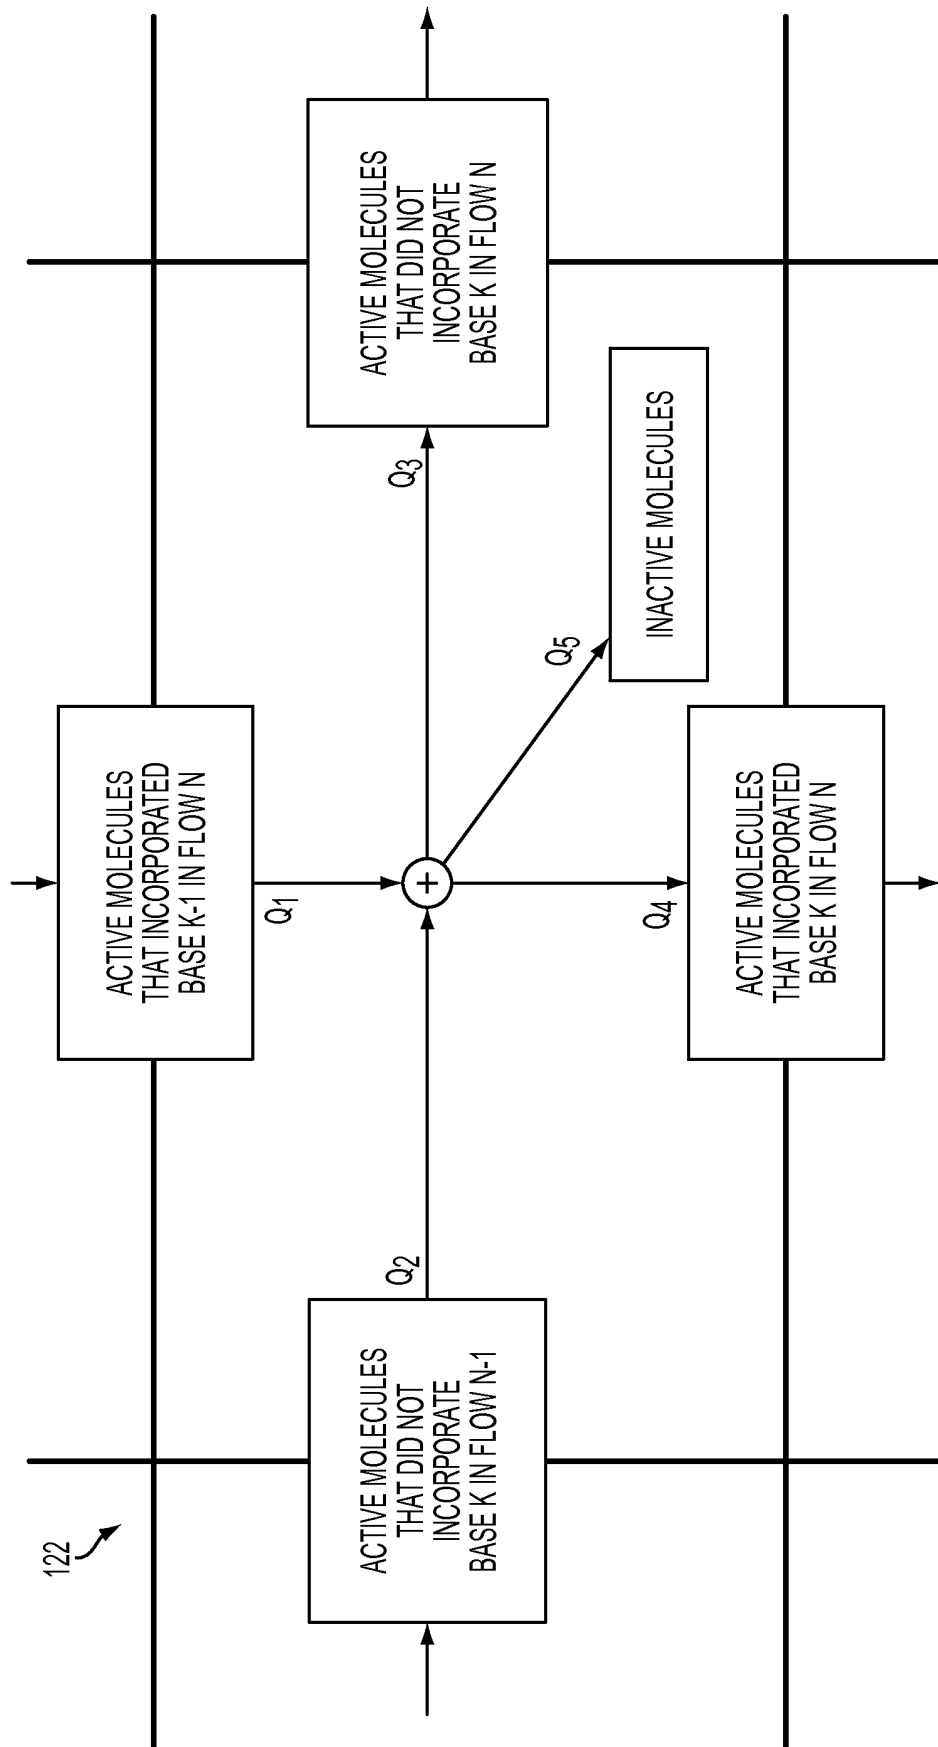 122
ACTIVE MOLECULES
THAT INCORPORATED
BASE K-1 IN FLOW N
Q1
ACTIVE MOLECULES
THAT DID NOT
INCORPORATE
BASE K IN FLOW N-1
Q2
+
Q3
ACTIVE MOLECULES
THAT DID NOT
INCORPORATE
BASE K IN FLOW N
Q5
INACTIVE MOLECULES
Q4
ACTIVE MOLECULES
THAT INCORPORATED
BASE K IN FLOW N